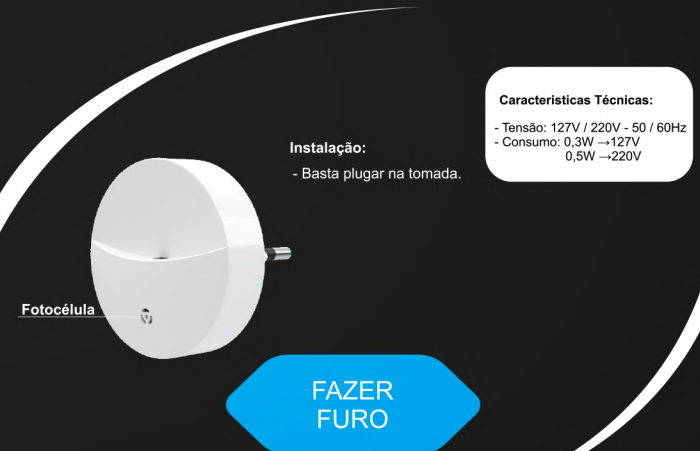 Caracteristicas Técnicas:
- Tensão: 127V / 220V - 50 / 60Hz
- Consumo: 0,3W →127V
0,5W →220V
Instalação:
- Basta plugar na tomada.
Fotocélula
FAZER
FURO